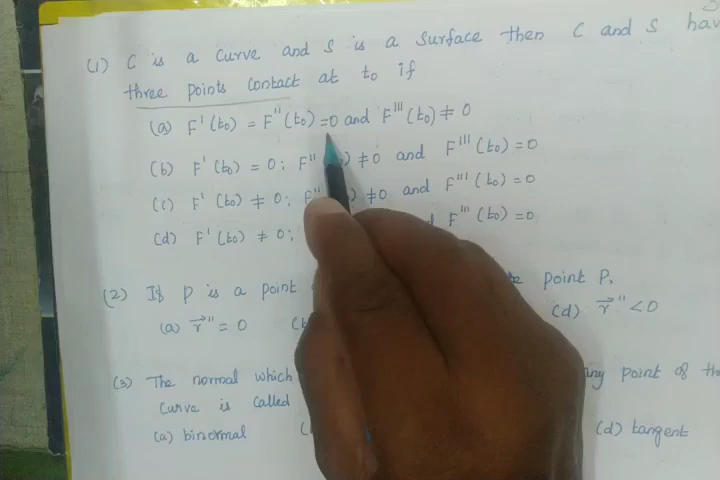 (1) C is a curve and S is a surface then C and S hav
three points contact at t₀ if
(a) F'(t₀) = F''(t₀) = 0 and F'''(t₀) ≠ 0
(b) F'(t₀) = 0; F'' ) ≠ 0 and F'''(t₀) = 0
(c) F'(t₀) ≠ 0; F'' ) ≠ 0 and F'''(t₀) = 0
(d) F'(t₀) ≠ 0; F'''(t₀) = 0
(2) If P is a point point P.
(a) r⃗'' = 0 (d) r⃗'' < 0
(3) The normal which any point of the
curve is called
(a) binormal (d) tangent